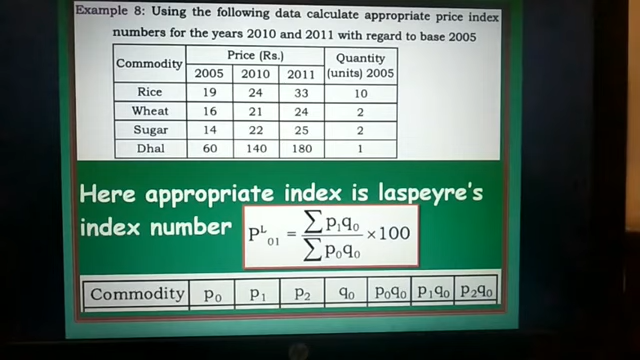 Example 8: Using the following data calculate appropriate price index
numbers for the years 2010 and 2011 with regard to base 2005
Commodity Price (Rs.) Quantity (units) 2005
2005 2010 2011
Rice 19 24 33 10
Wheat 16 21 24 2
Sugar 14 22 25 2
Dhal 60 140 180 1
Here appropriate index is laspeyre's
index number P^L_01 = ∑p₁q₀ / ∑p₀q₀ ×100
Commodity p₀ p₁ p₂ q₀ p₀q₀ p₁q₀ p₂q₀